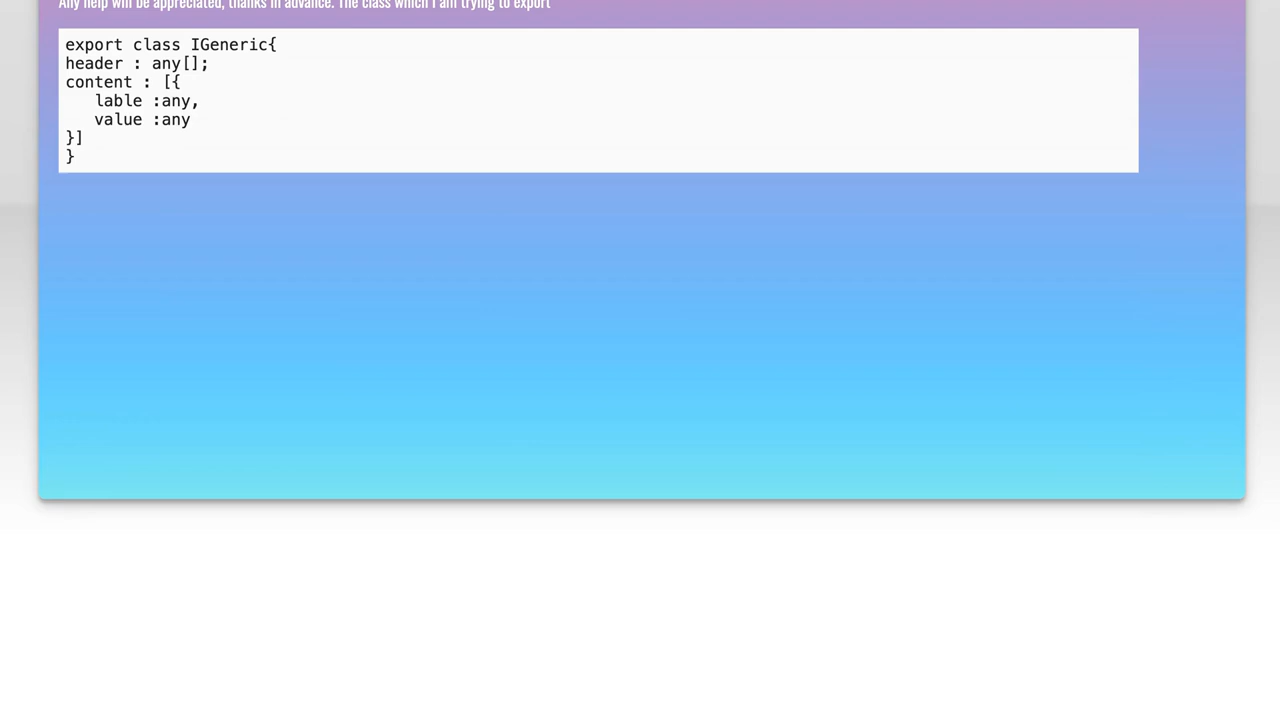 Any help will be appreciated, thanks in advance. The class which I am trying to export
export class IGeneric{
header : any[];
content : [{
   lable :any,
   value :any
}]
}